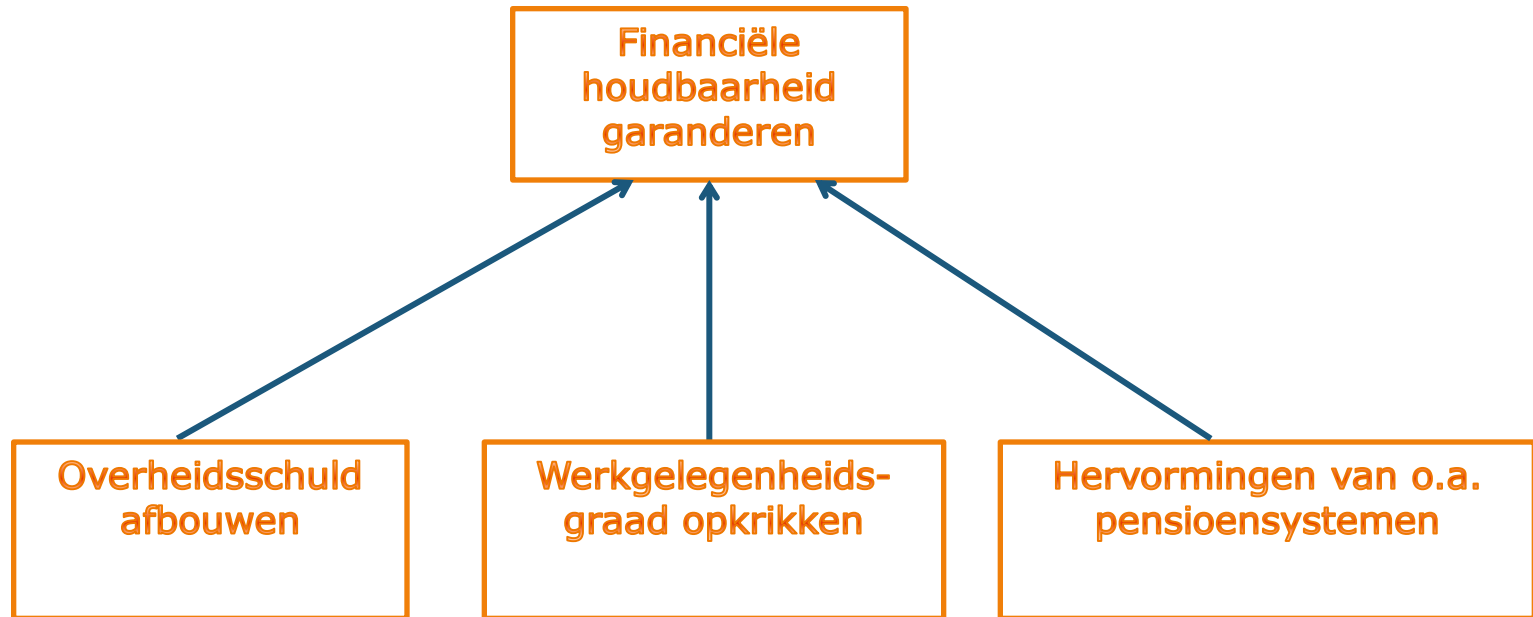 Financiële
houdbaarheid
garanderen
Overheidsschuld
afbouwen
Werkgelegenheids-
graad opkrikken
Hervormingen van o.a.
pensioensystemen